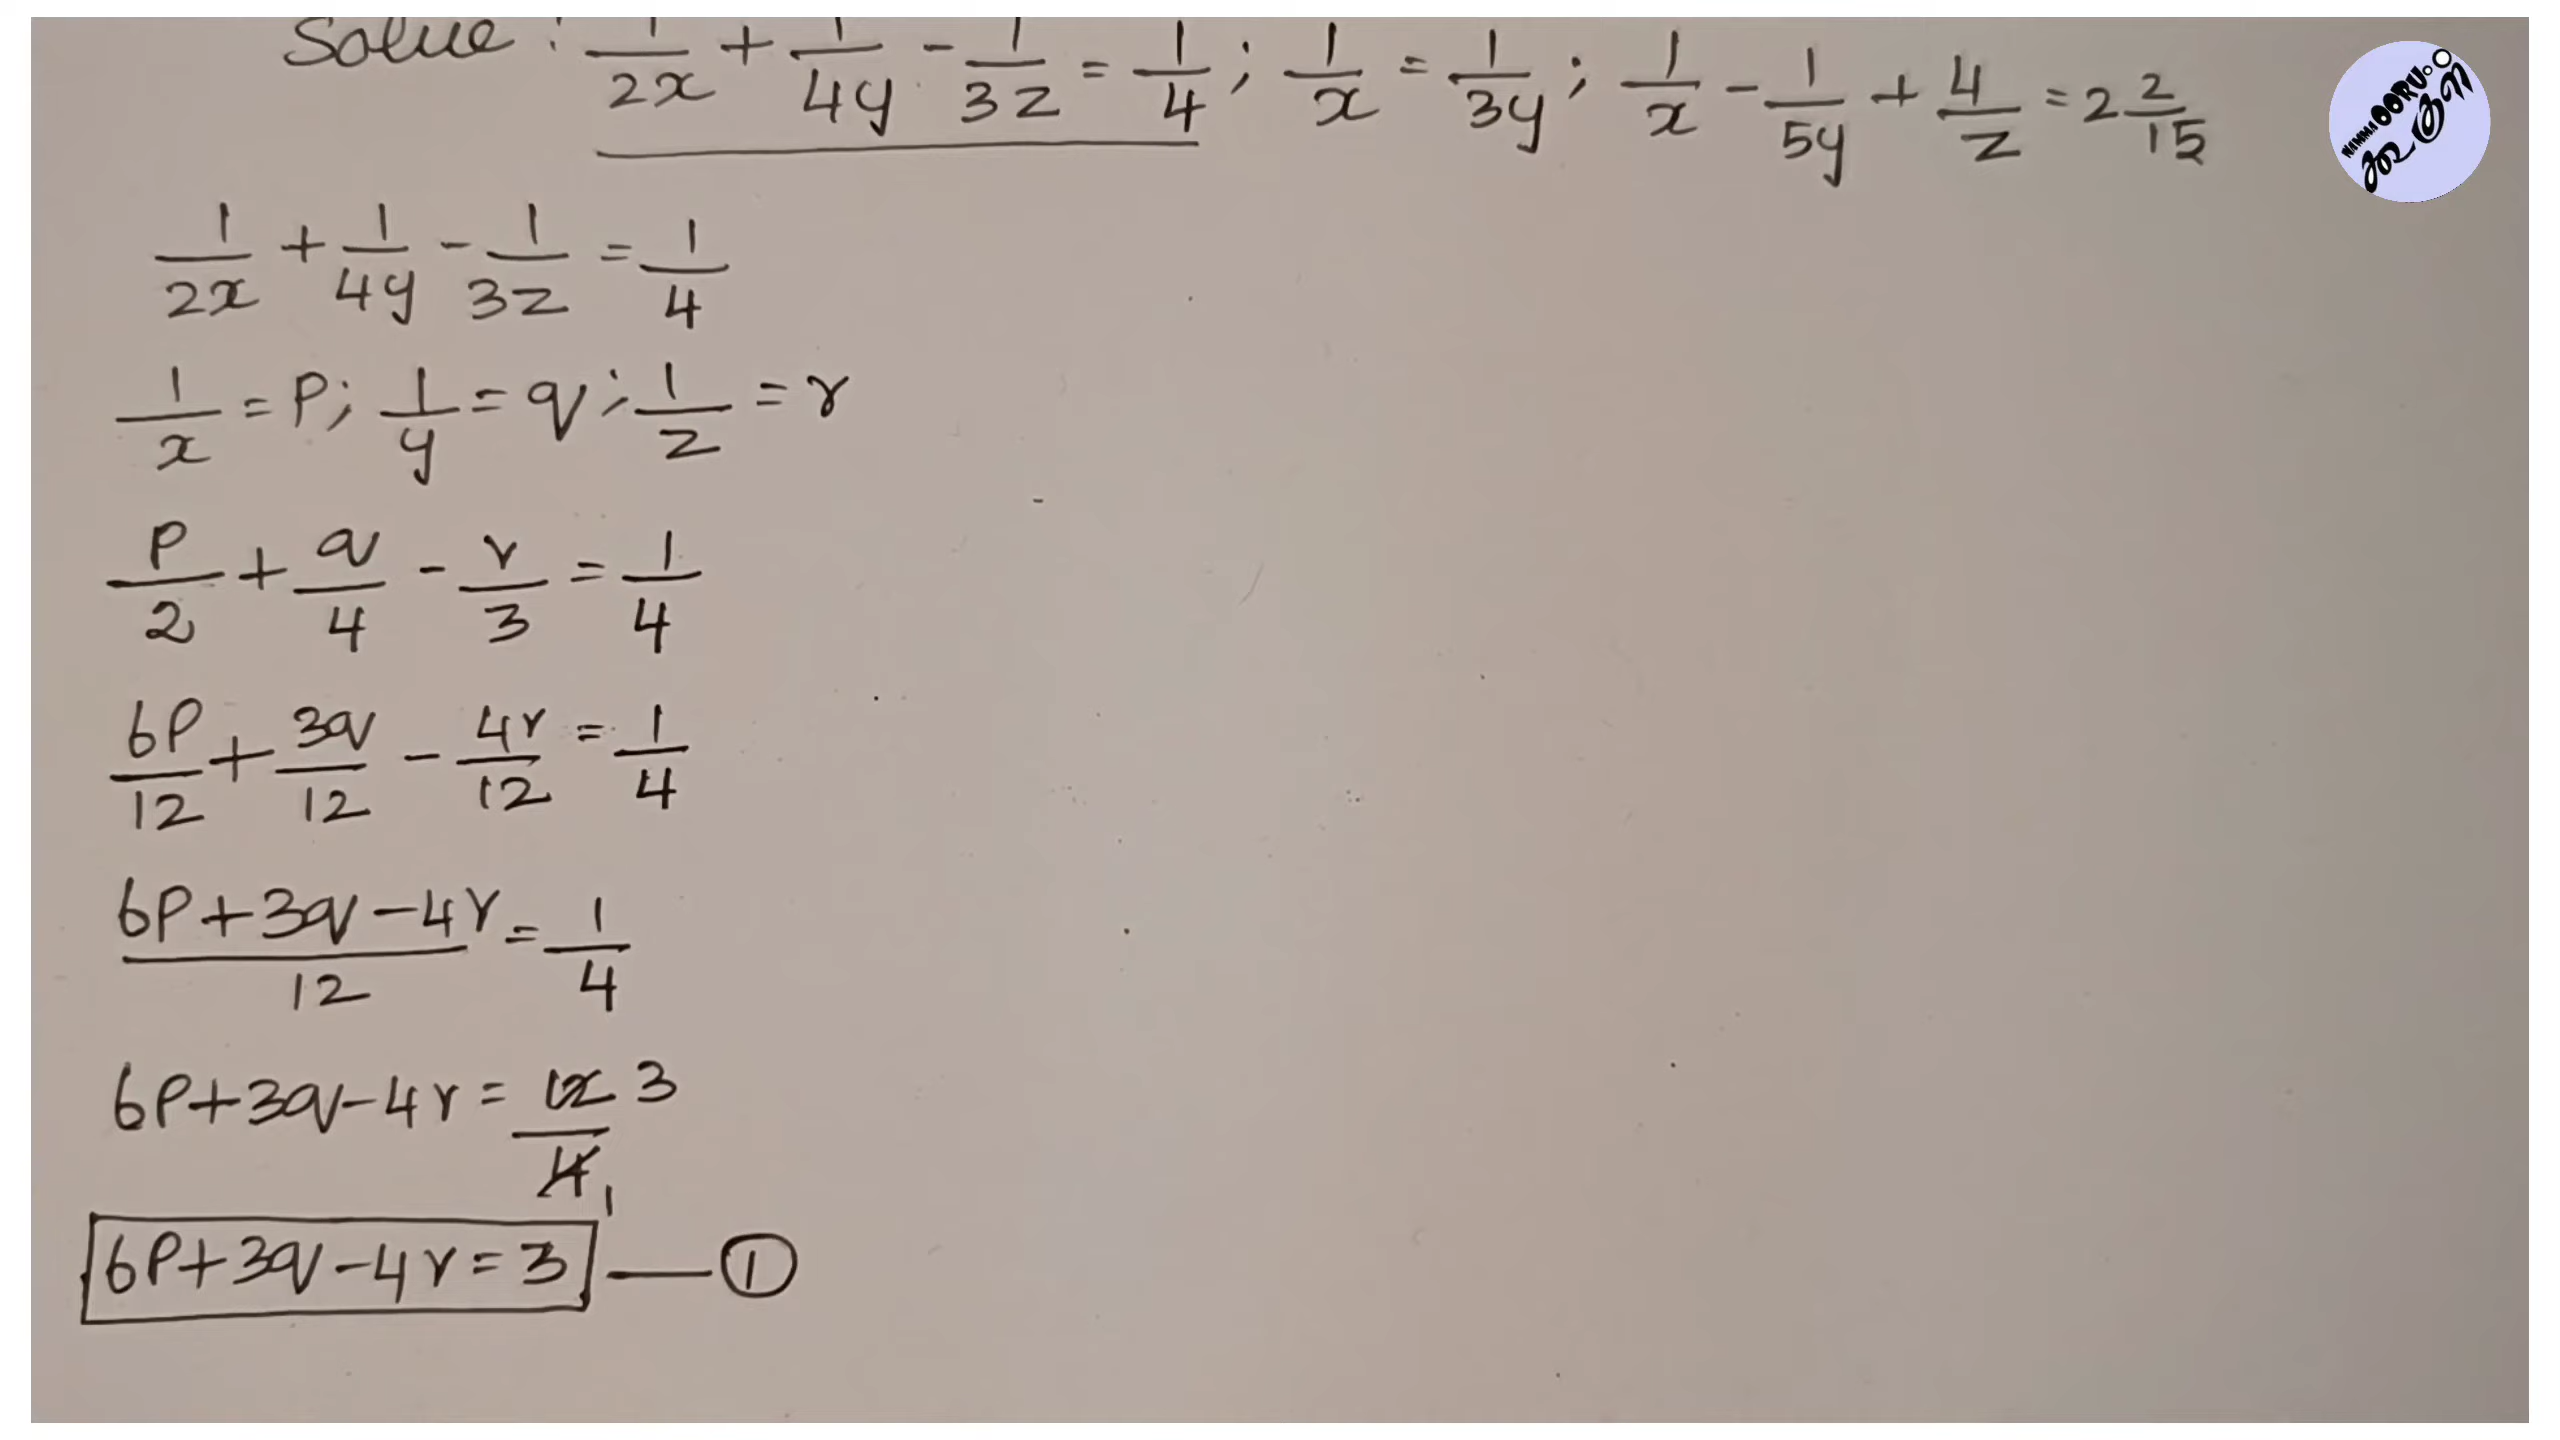 Solve : 1/2x + 1/4y - 1/3z = 1/4 ; 1/x = 1/3y ; 1/x - 1/5y + 4/z = 2 2/15
NAMMA OORU
1/2x + 1/4y - 1/3z = 1/4
1/x = P ; 1/y = q ; 1/z = r
P/2 + q/4 - r/3 = 1/4
6P/12 + 3q/12 - 4r/12 = 1/4
6P+3q-4r/12 = 1/4
6P+3q-4r = 12/4 3 1
6P+3q-4r = 3 — ①